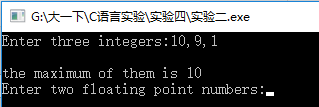 G:\大一下\C语言实验\实验四\实验二.exe
Enter three integers:10,9,1
the maximum of them is 10
Enter two floating point numbers: